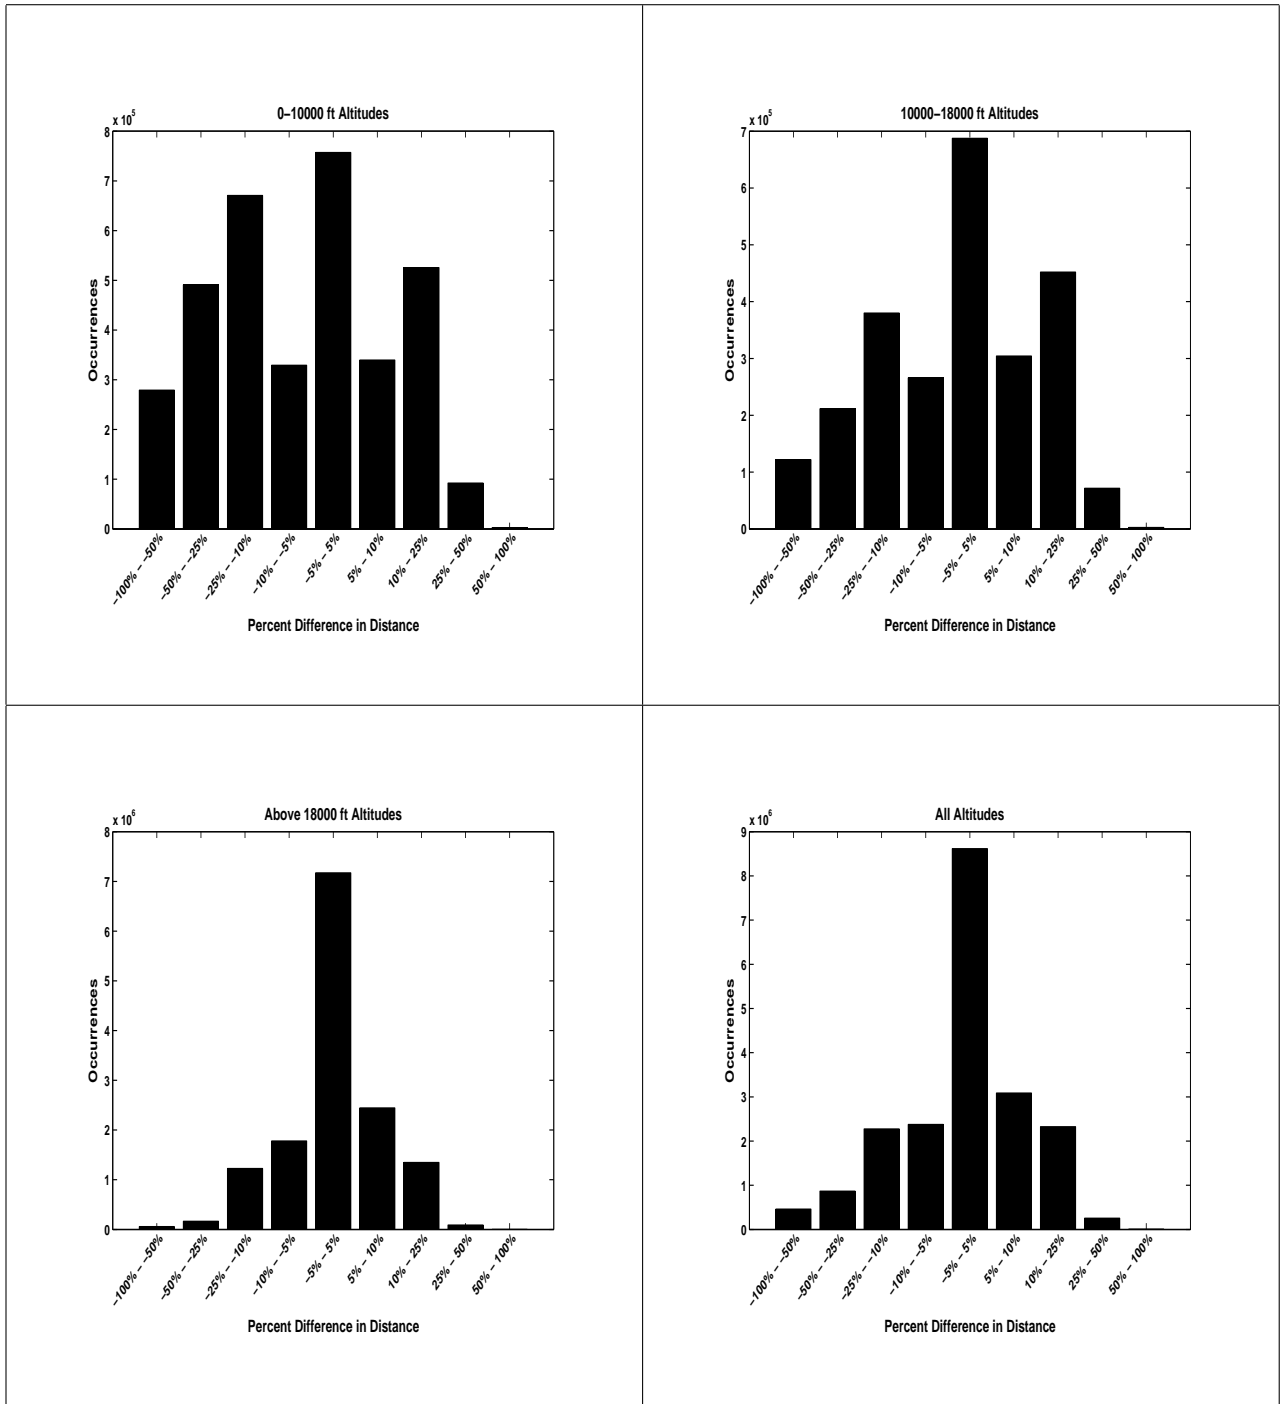 0–10000 ft Altitudes
x 10^5
8
7
6
5
4
3
2
1
0
Occurrences
–100% – –50%
–50% – –25%
–25% – –10%
–10% – –5%
–5% – 5%
5% – 10%
10% – 25%
25% – 50%
50% – 100%
Percent Difference in Distance
10000–18000 ft Altitudes
x 10^5
7
6
5
4
3
2
1
0
Occurrences
–100% – –50%
–50% – –25%
–25% – –10%
–10% – –5%
–5% – 5%
5% – 10%
10% – 25%
25% – 50%
50% – 100%
Percent Difference in Distance
Above 18000 ft Altitudes
x 10^6
8
7
6
5
4
3
2
1
0
Occurrences
–100% – –50%
–50% – –25%
–25% – –10%
–10% – –5%
–5% – 5%
5% – 10%
10% – 25%
25% – 50%
50% – 100%
Percent Difference in Distance
All Altitudes
x 10^6
9
8
7
6
5
4
3
2
1
0
Occurrences
–100% – –50%
–50% – –25%
–25% – –10%
–10% – –5%
–5% – 5%
5% – 10%
10% – 25%
25% – 50%
50% – 100%
Percent Difference in Distance